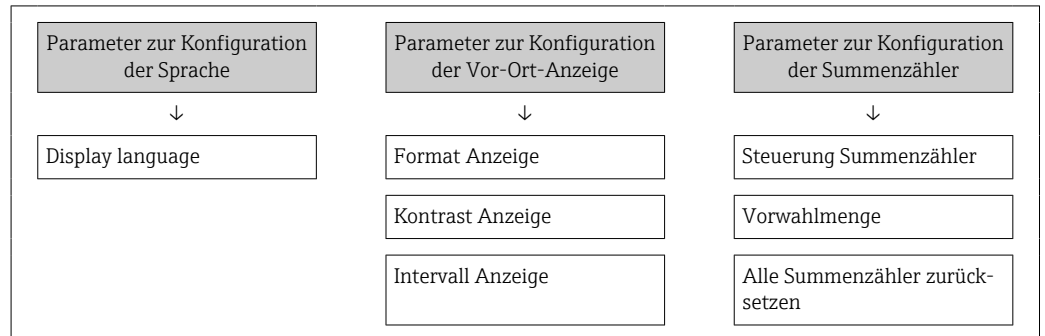 Parameter zur Konfiguration
der Sprache
↓
Display language
Parameter zur Konfiguration
der Vor-Ort-Anzeige
↓
Format Anzeige
Kontrast Anzeige
Intervall Anzeige
Parameter zur Konfiguration
der Summenzähler
↓
Steuerung Summenzähler
Vorwahlmenge
Alle Summenzähler zurück-
setzen